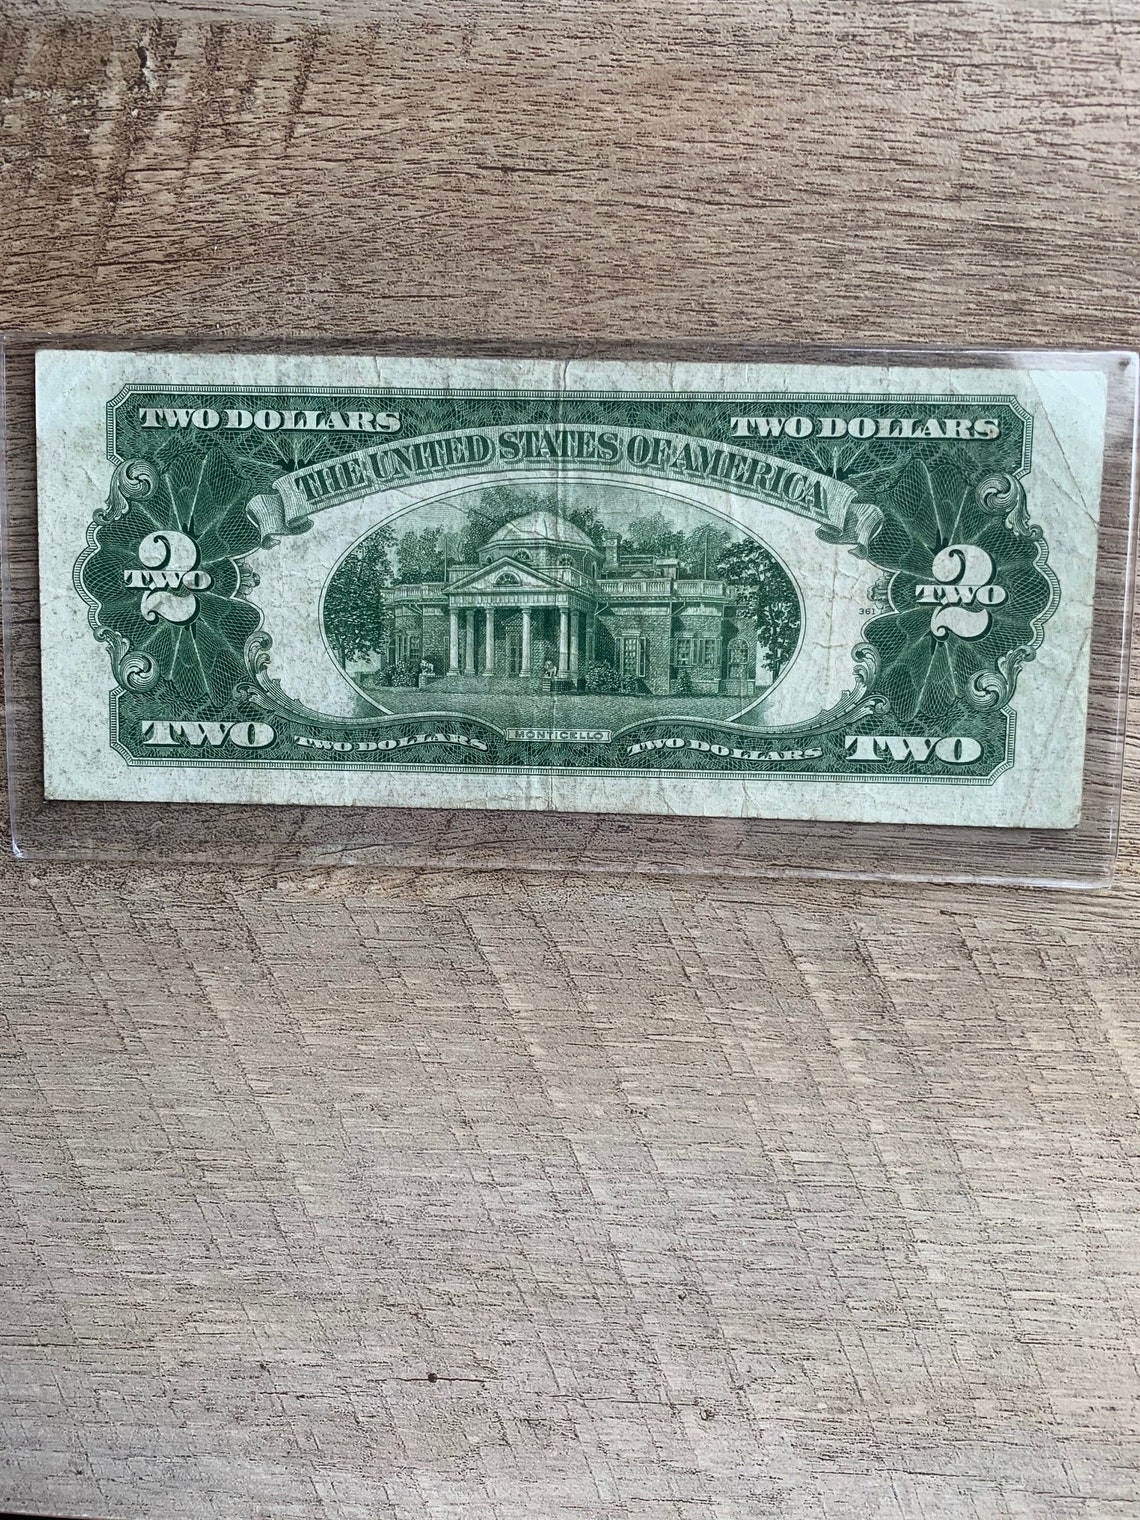 TWO DOLLARS TWO DOLLARS
THE UNITED STATES OF AMERICA
2 TWO 2 TWO
361
TWO TWO DOLLARS MONTICELLO TWO DOLLARS TWO